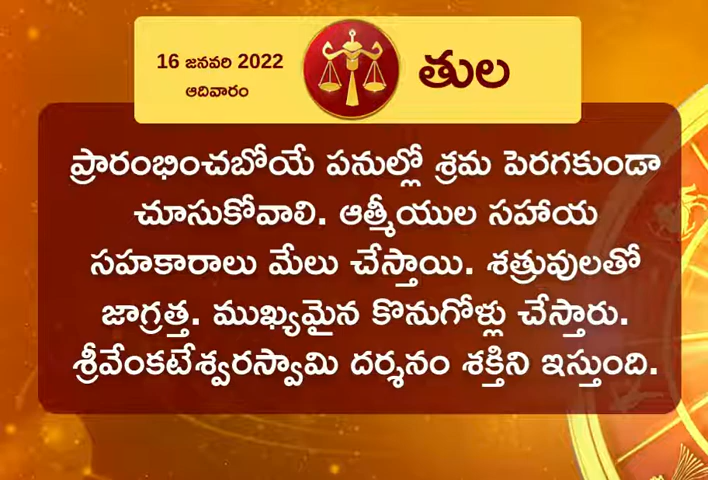 16 జనవరి 2022
ఆదివారం
తుల
ప్రారంభించబోయే పనుల్లో శ్రమ పెరగకుండా
చూసుకోవాలి. ఆత్మీయుల సహాయ
సహకారాలు మేలు చేస్తాయి. శత్రువులతో
జాగ్రత్త. ముఖ్యమైన కొనుగోళ్లు చేస్తారు.
శ్రీవేంకటేశ్వరస్వామి దర్శనం శక్తిని ఇస్తుంది.